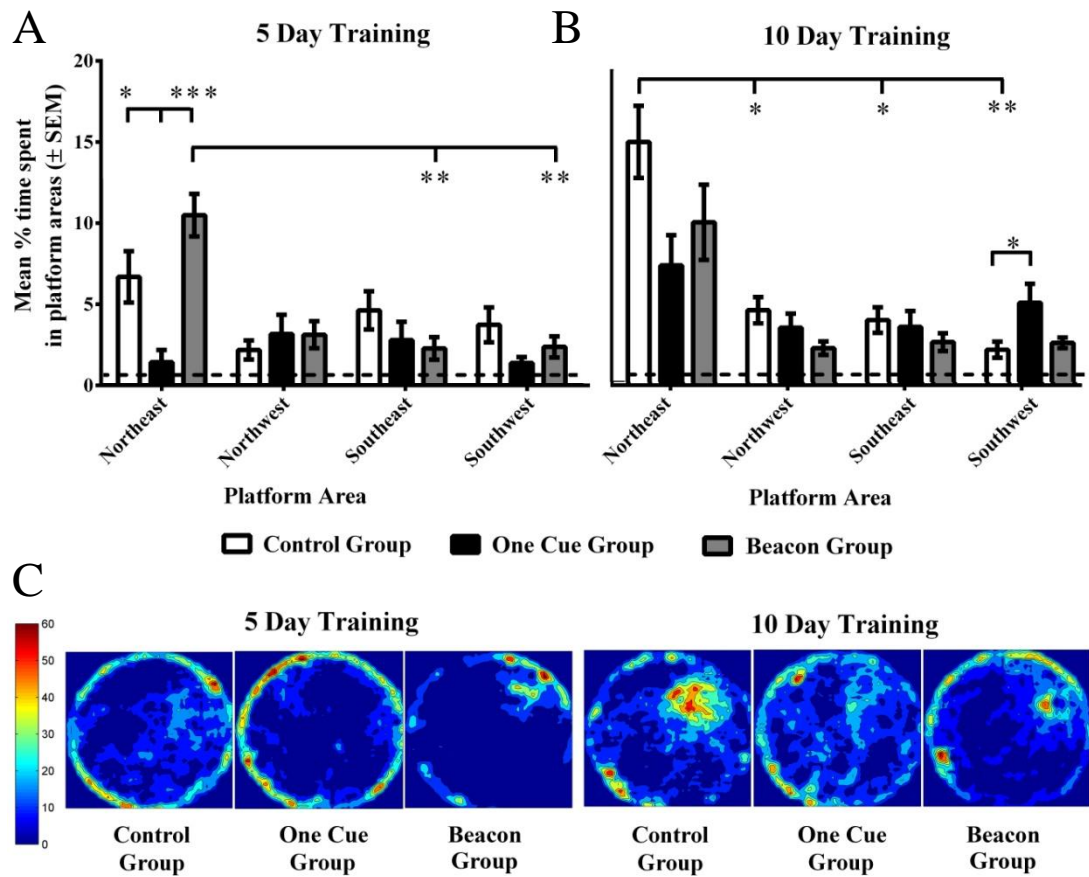 A
5 Day Training
B
10 Day Training
Mean % time spent
in platform areas (± SEM)
20
15
10
5
0
*
***
**
**
*
*
**
*
Northeast
Northwest
Southeast
Southwest
Northeast
Northwest
Southeast
Southwest
Platform Area
Platform Area
Control Group
One Cue Group
Beacon Group
C
5 Day Training
10 Day Training
60
50
40
30
20
10
0
Control
Group
One Cue
Group
Beacon
Group
Control
Group
One Cue
Group
Beacon
Group